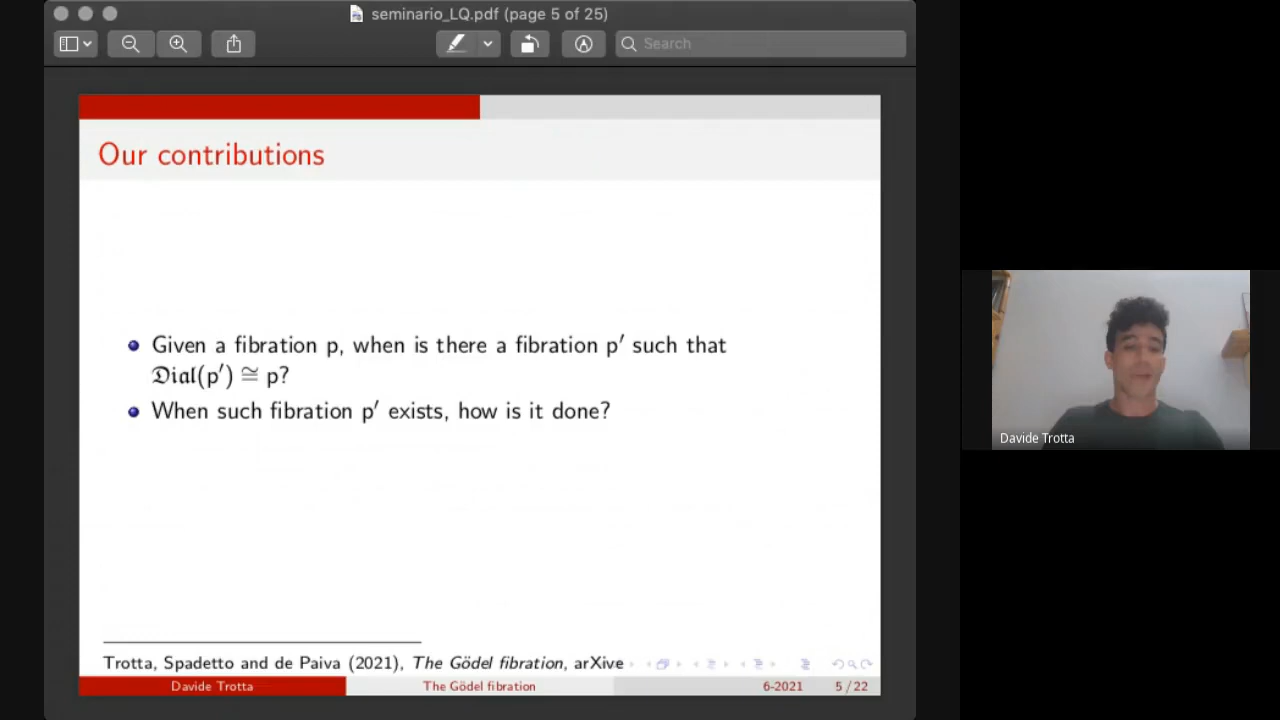 seminario_LQ.pdf (page 5 of 25)
Search
Our contributions
Given a fibration p, when is there a fibration p′ such that
𝔇𝔦𝔞𝔩(p′) ≅ p?
When such fibration p′ exists, how is it done?
Trotta, Spadetto and de Paiva (2021), The Gödel fibration, arXive
Davide Trotta
The Gödel fibration
6-2021
5 / 22
Davide Trotta